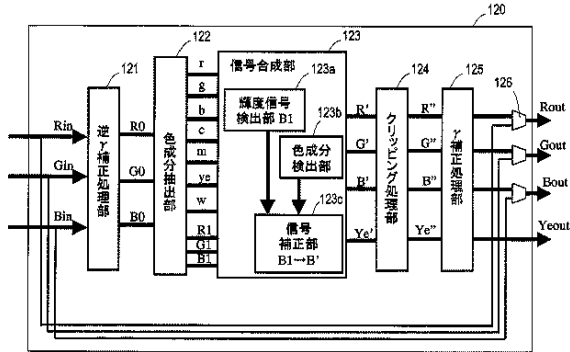 120
122
123
r
信号合成部
123a
121
g
124
125
126
輝度信号
検出部 B1
123b
Rin
R0
b
R'
R”
Rout
c
色成分
検出部
Gin
G0
m
G'
G”
Gout
ye
B'
B”
Bout
Bin
B0
w
123c
R1
信号
補正部
B1→B'
G1
B1
Ye'
Ye”
Yeout
逆γ補正処理部
色成分抽出部
クリッピング処理部
γ補正処理部